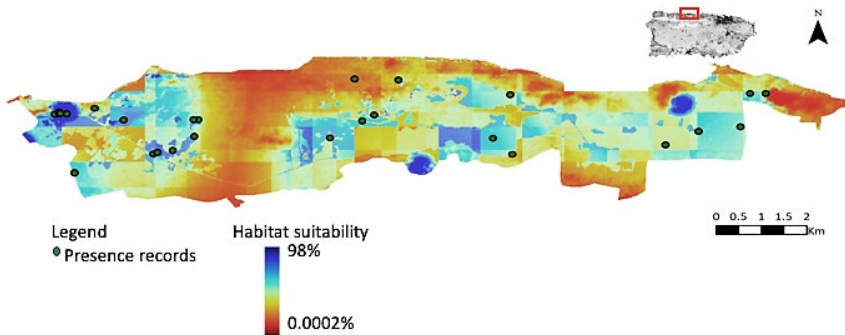 N
Legend
Presence records
Habitat suitability
98%
0.0002%
0 0.5 1 1.5 2
Km